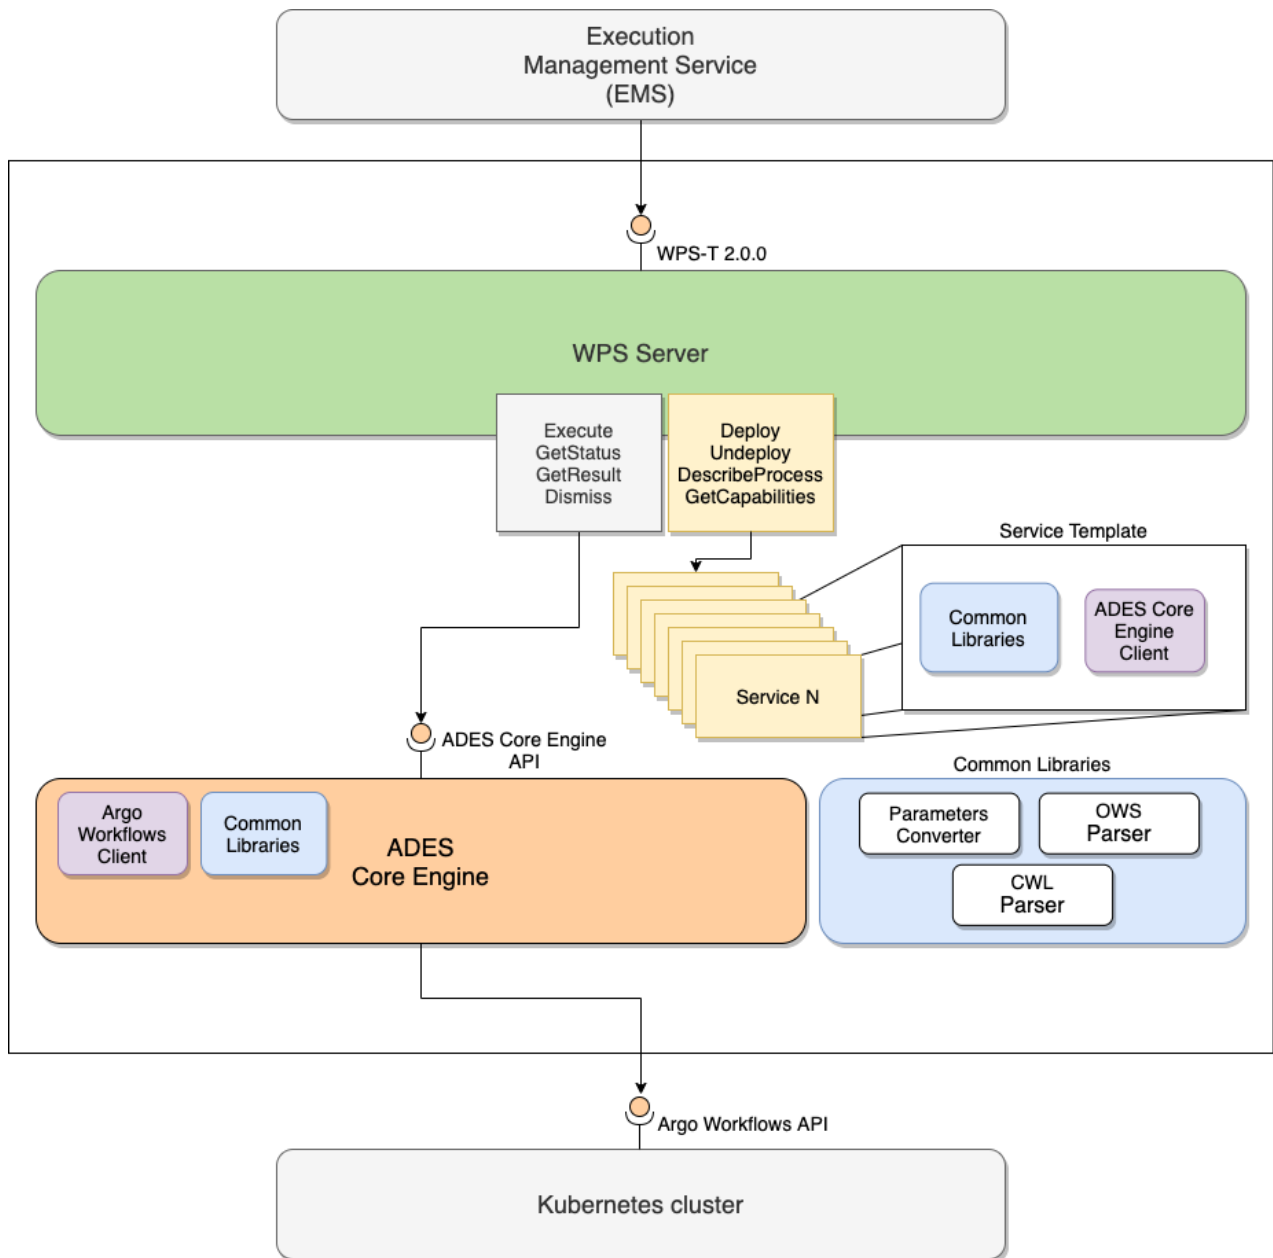 Execution
Management Service
(EMS)
WPS-T 2.0.0
WPS Server
Execute
GetStatus
GetResult
Dismiss
Deploy
Undeploy
DescribeProcess
GetCapabilities
Service Template
Common
Libraries
ADES Core
Engine
Client
Service N
ADES Core Engine
API
Common Libraries
Argo
Workflows
Client
Common
Libraries
ADES
Core Engine
Parameters
Converter
OWS
Parser
CWL
Parser
Argo Workflows API
Kubernetes cluster